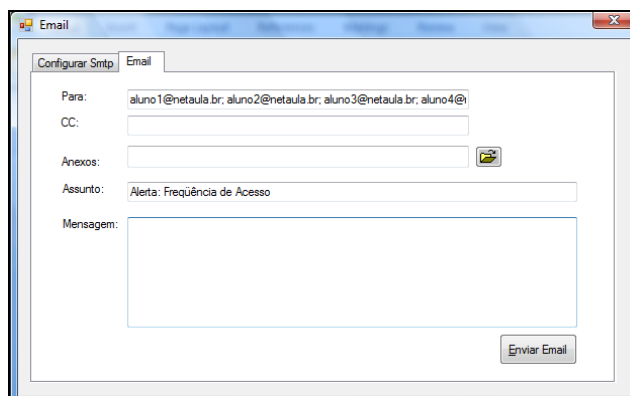 Email
Configurar Smtp Email
Para: aluno1@netaula.br; aluno2@netaula.br; aluno3@netaula.br; aluno4@
CC:
Anexos:
Assunto: Alerta: Freqüência de Acesso
Mensagem:
Enviar Email